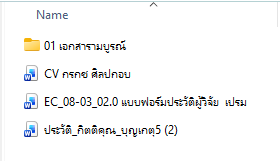 Name
01 เอกสารามบูรณ์
CV กรกช ศิลปกอบ
EC_08-03_02.0 แบบฟอร์มประวัติผู้วิจัย เปรม
ประวัติ_กิตติคุณ_บุญเกตุ5 (2)